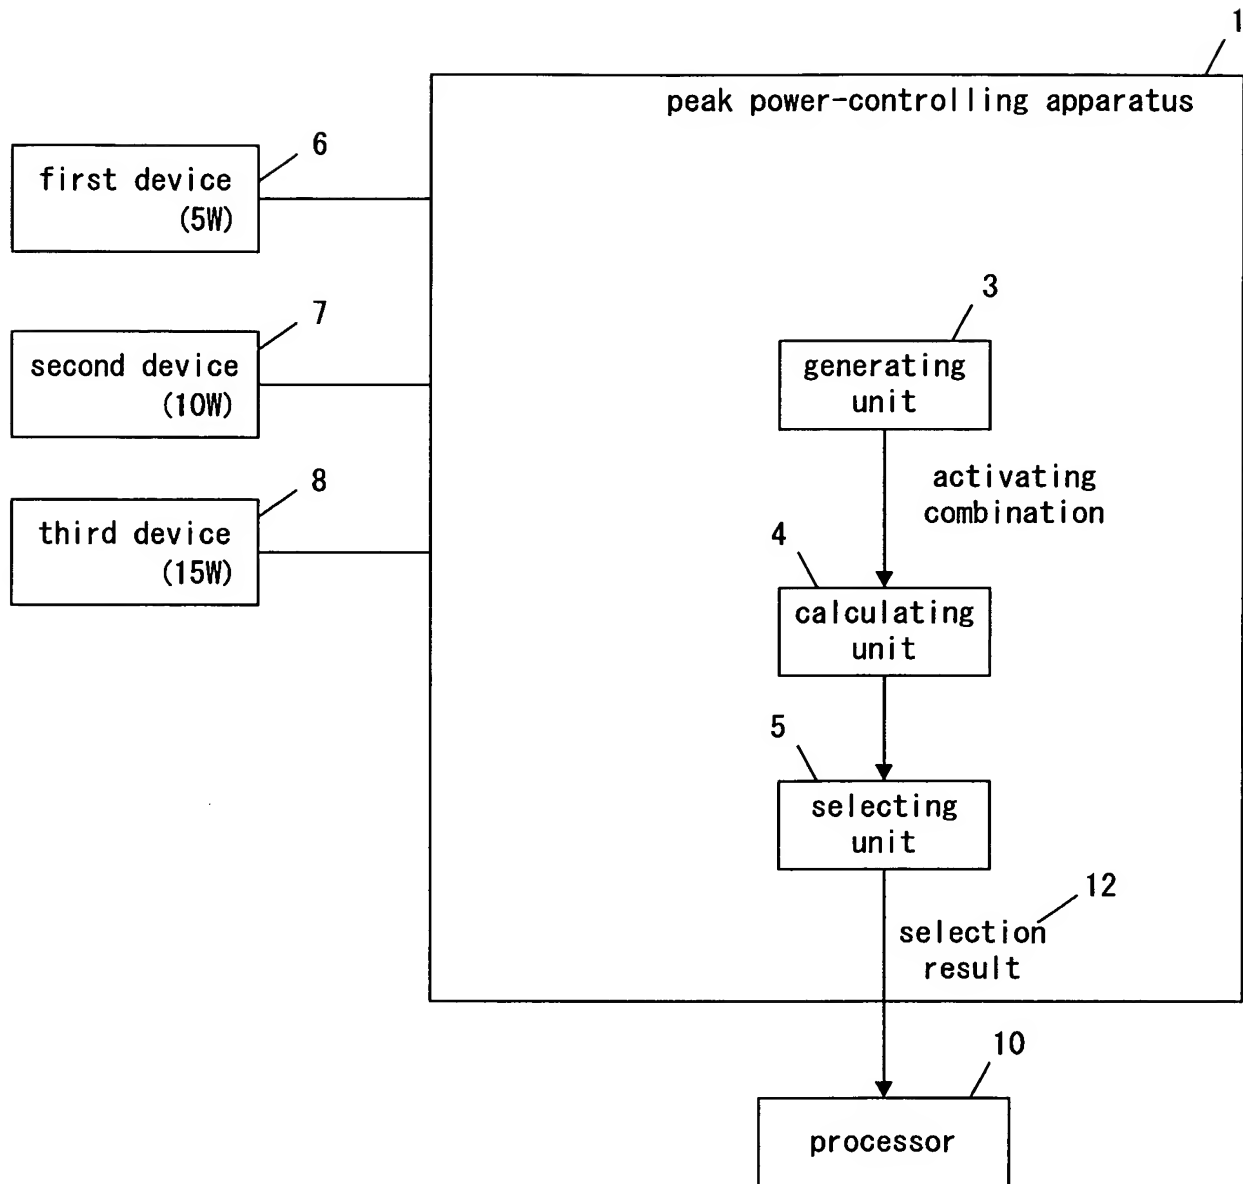 1
peak power-controlling apparatus
6
first device
(5W)
7
second device
(10W)
8
third device
(15W)
3
generating
unit
activating
combination
4
calculating
unit
5
selecting
unit
12
selection
result
10
processor